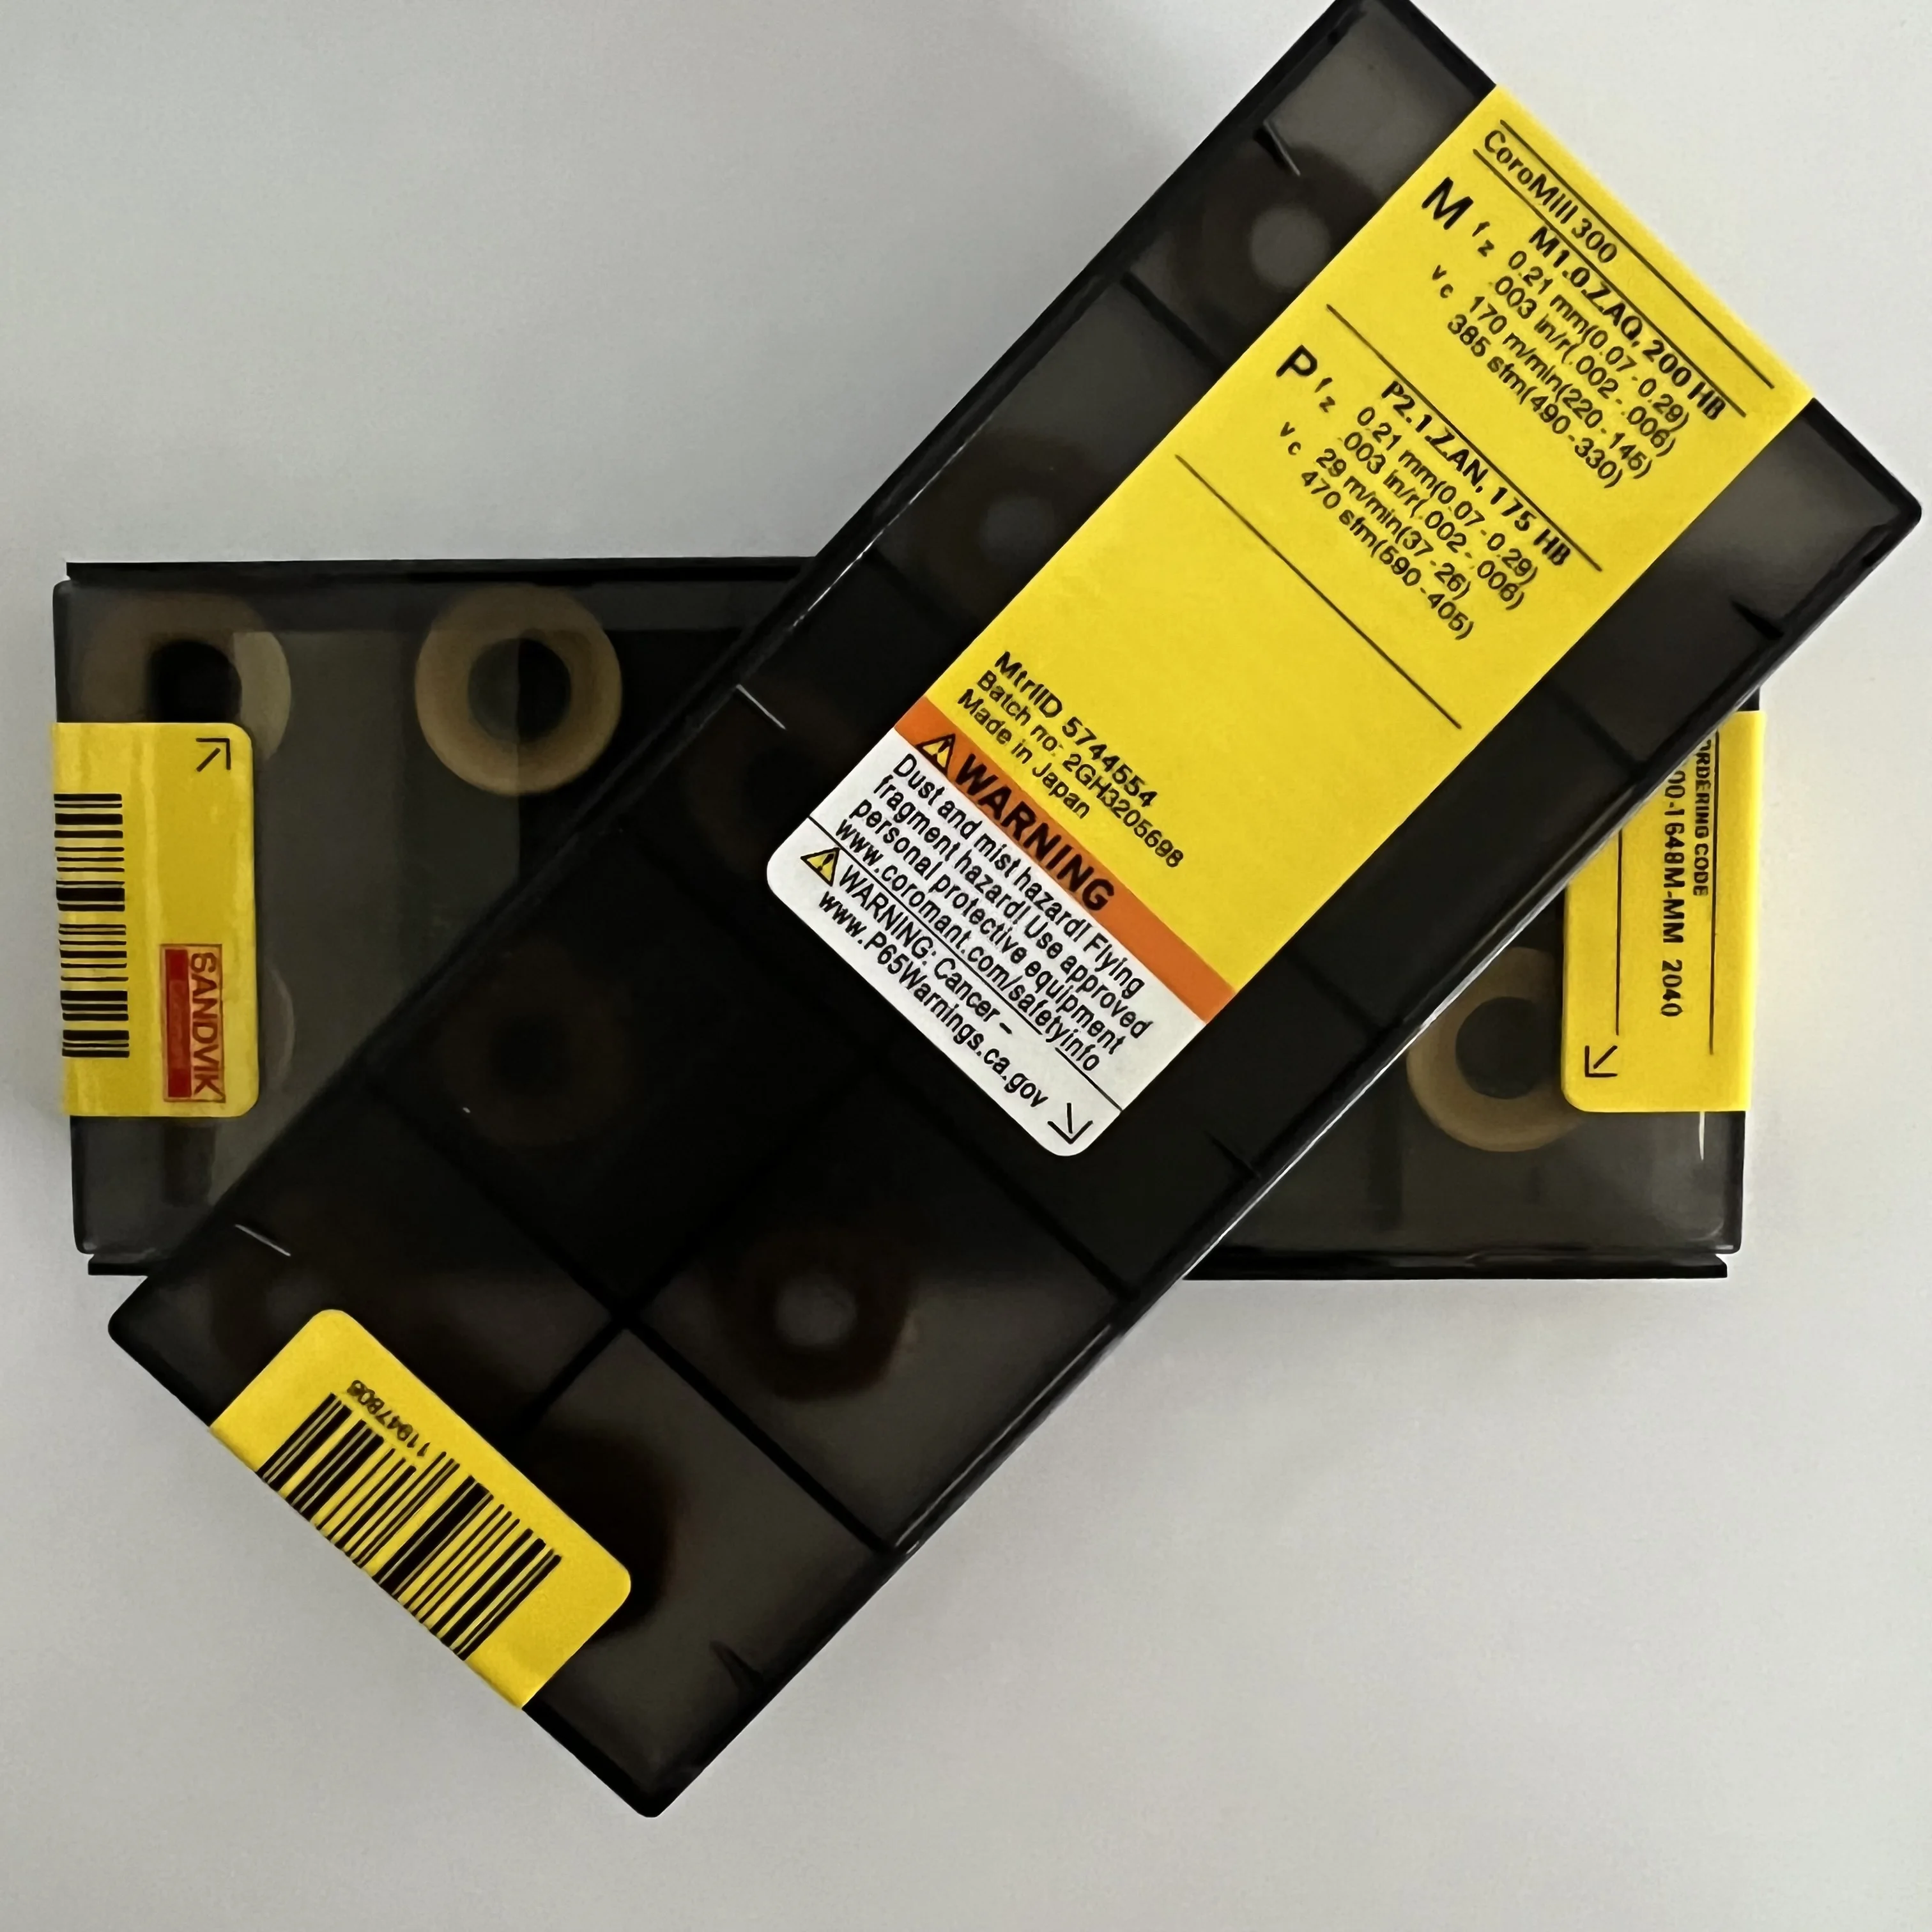 CoroMill 300
M M1.0.ZAQ, 200 HB
fz 0.21 mm(0.07-0.29)
.003 in/r(.002-.006)
vc 170 m/min(220-145)
385 sfm(490-330)
P P2.1.ZAN, 175 HB
fz 0.21 mm(0.07-0.29)
.003 in/r(.002-.006)
vc 29 m/min(37-26)
470 sfm(590-405)
MtrlID 5744554
Batch no: 2GH3205698
Made in Japan
WARNING
Dust and mist hazard! Flying
fragment hazard! Use approved
personal protective equipment
www.coromant.com/safetyinfo
WARNING: Cancer –
www.P65Warnings.ca.gov
11947806
SANDVIK
ORDERING CODE
00-1648M-MM 2040